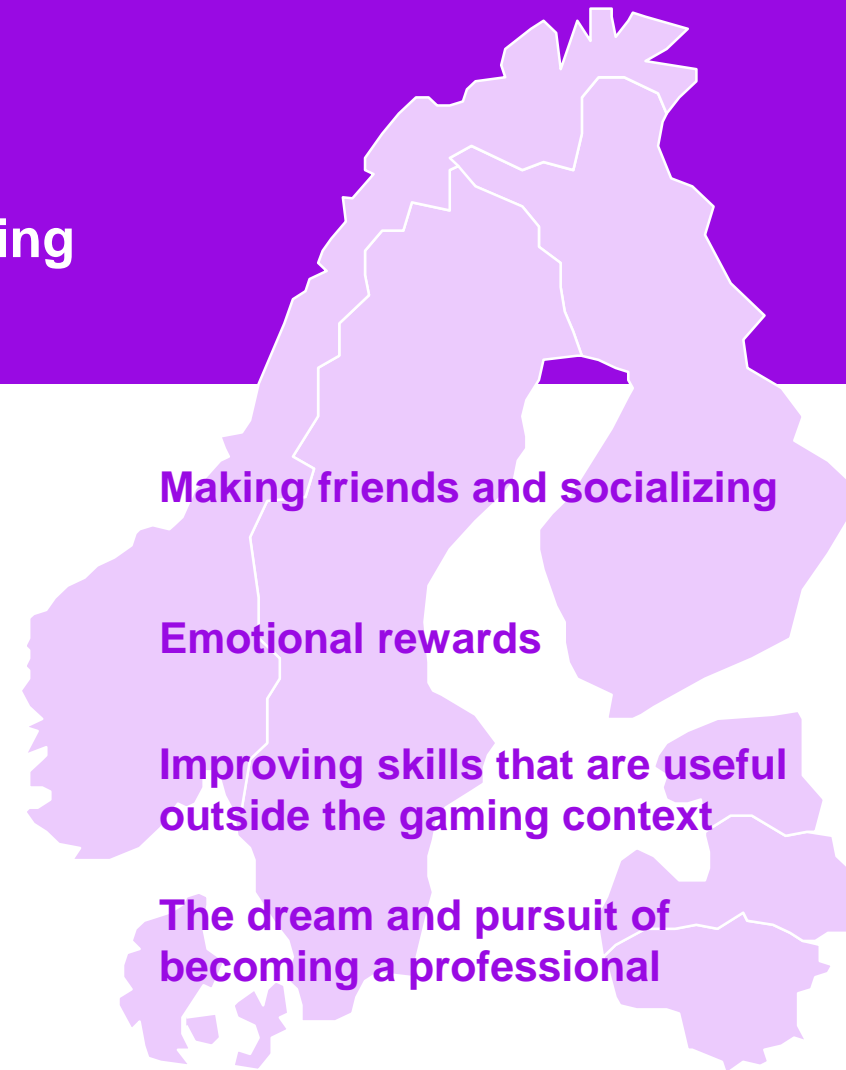 ing
Making friends and socializing
Emotional rewards
Improving skills that are useful
outside the gaming context
The dream and pursuit of
becoming a professional